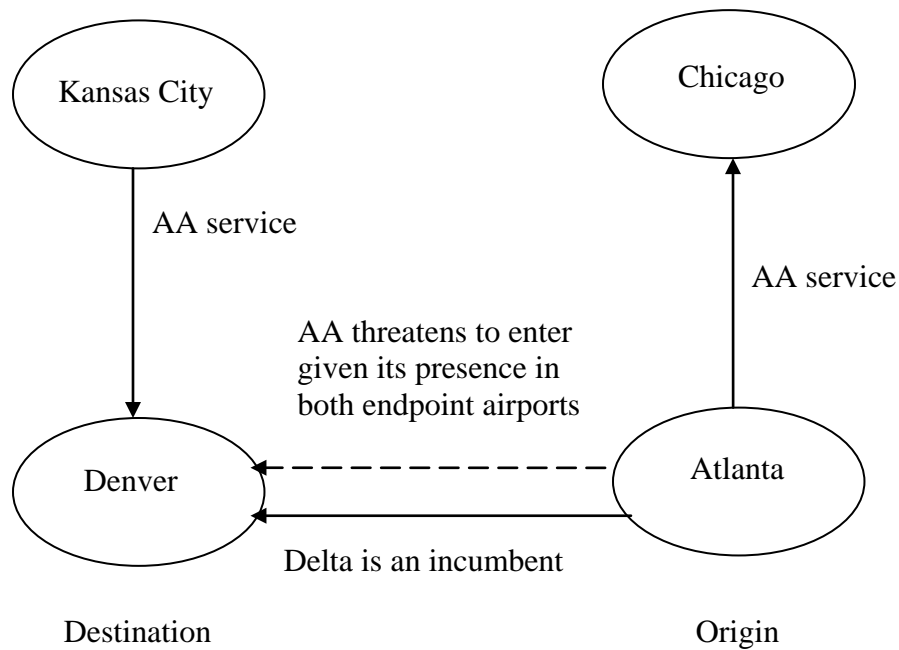 Kansas City
Chicago
AA service
AA service
AA threatens to enter
given its presence in
both endpoint airports
Denver
Atlanta
Delta is an incumbent
Destination
Origin